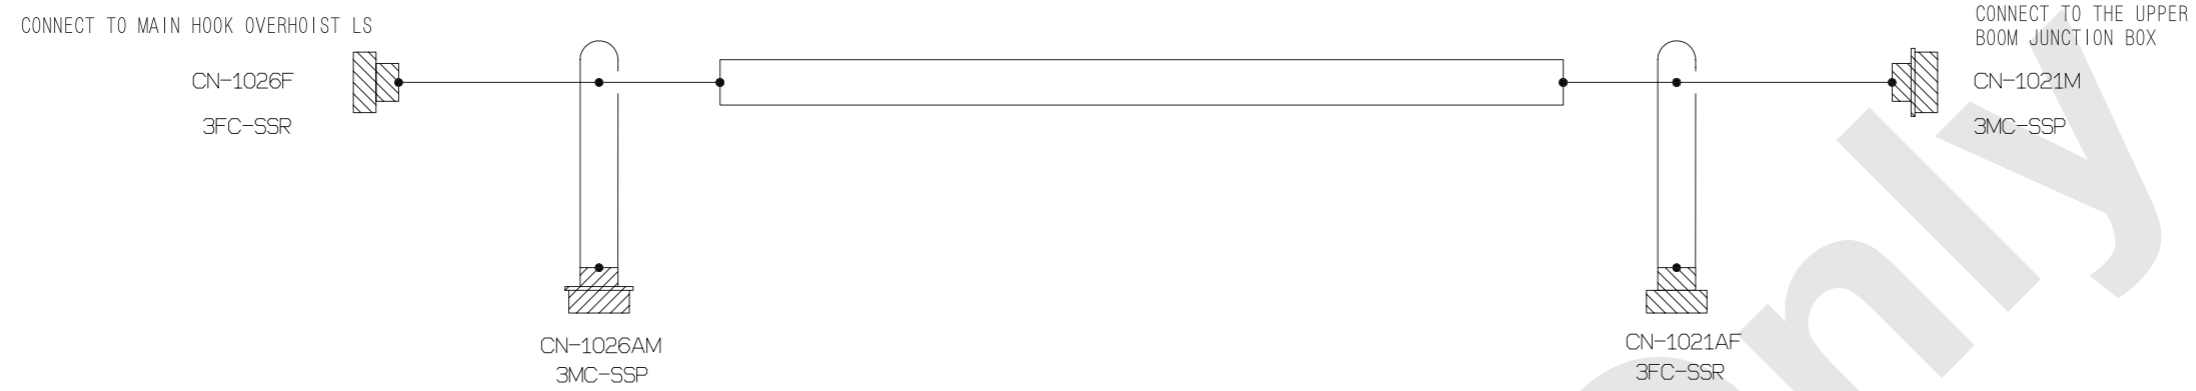 CONNECT TO MAIN HOOK OVERHOIST LS
CN-1026F
3FC-SSR
CONNECT TO THE UPPER
BOOM JUNCTION BOX
CN-1021M
3MC-SSP
CN-1026AM
3MC-SSP
CN-1021AF
3FC-SSR
only